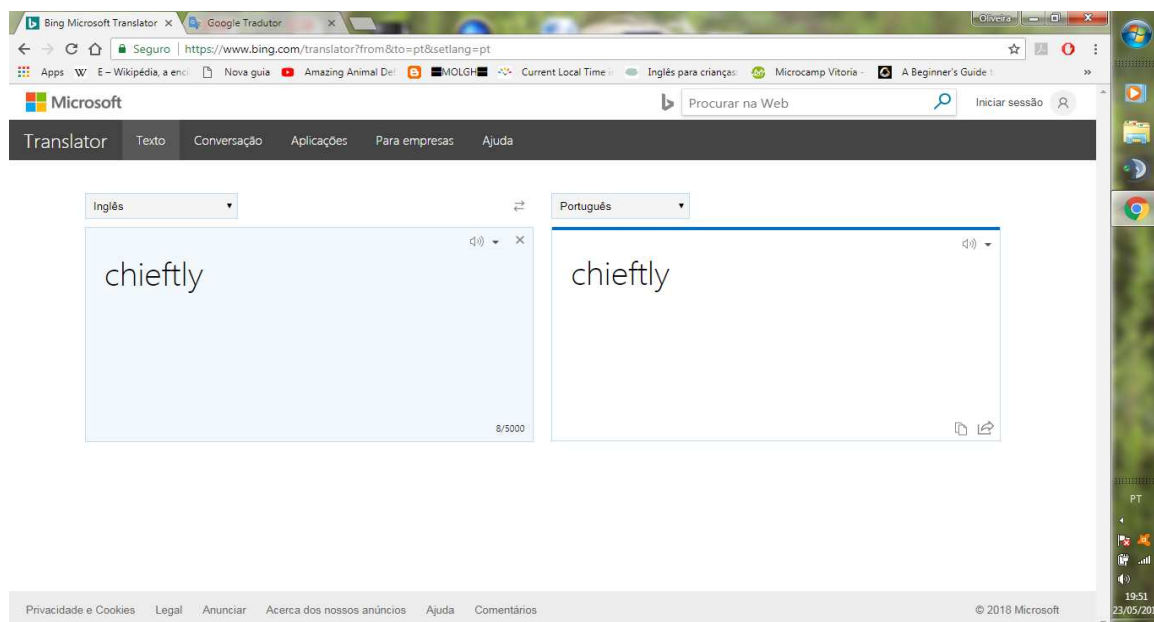 Bing Microsoft Translator
Google Tradutor
Oliveira
Seguro | https://www.bing.com/translator?from&to=pt&setlang=pt
Apps W E – Wikipédia, a enci Nova guia Amazing Animal Def MOLGH Current Local Time i Inglés para crianças: Microcamp Vitoria - A Beginner's Guide t »
Microsoft
Procurar na Web
Iniciar sessão
Translator Texto Conversação Aplicações Para empresas Ajuda
Inglês
Português
chieftly
chieftly
8/5000
Privacidade e Cookies Legal Anunciar Acerca dos nossos anúncios Ajuda Comentários © 2018 Microsoft
PT
19:51
23/05/201